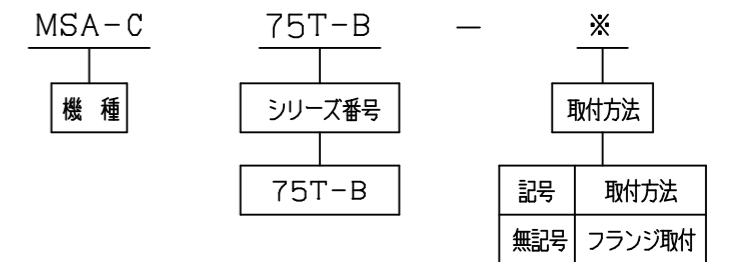 MSA-C 75T-B - ※
機 種 シリーズ番号 取付方法
75T-B 記号 取付方法
無記号 フランジ取付